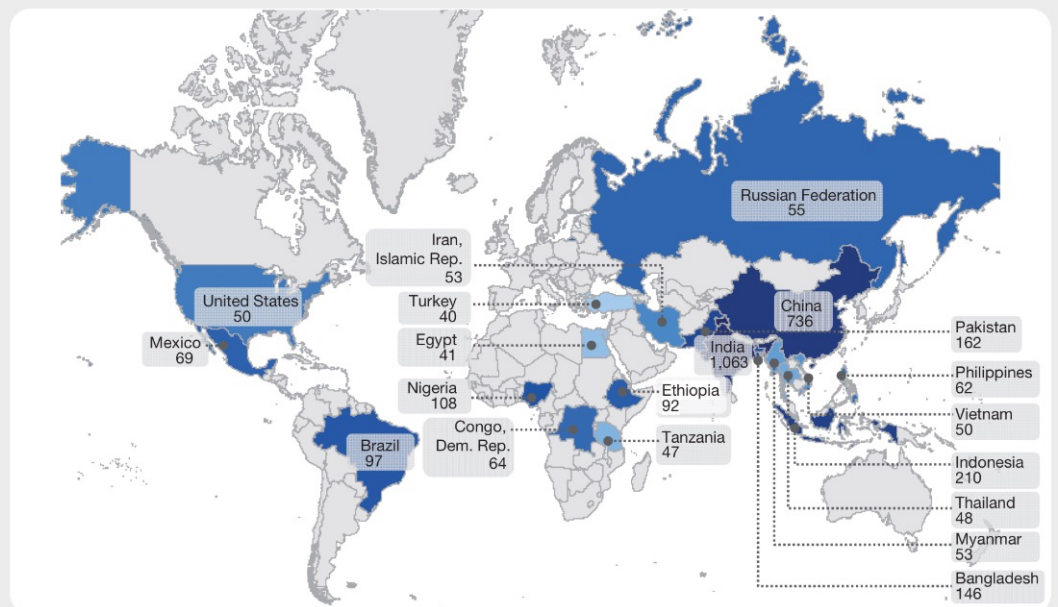 Russian Federation
55
Iran,
Islamic Rep.
53
United States
50
Turkey
40
China
736
Mexico
69
Egypt
41
India
1,063
Pakistan
162
Philippines
62
Nigeria
108
Ethiopia
92
Vietnam
50
Congo,
Dem. Rep.
64
Brazil
97
Tanzania
47
Indonesia
210
Thailand
48
Myanmar
53
Bangladesh
146